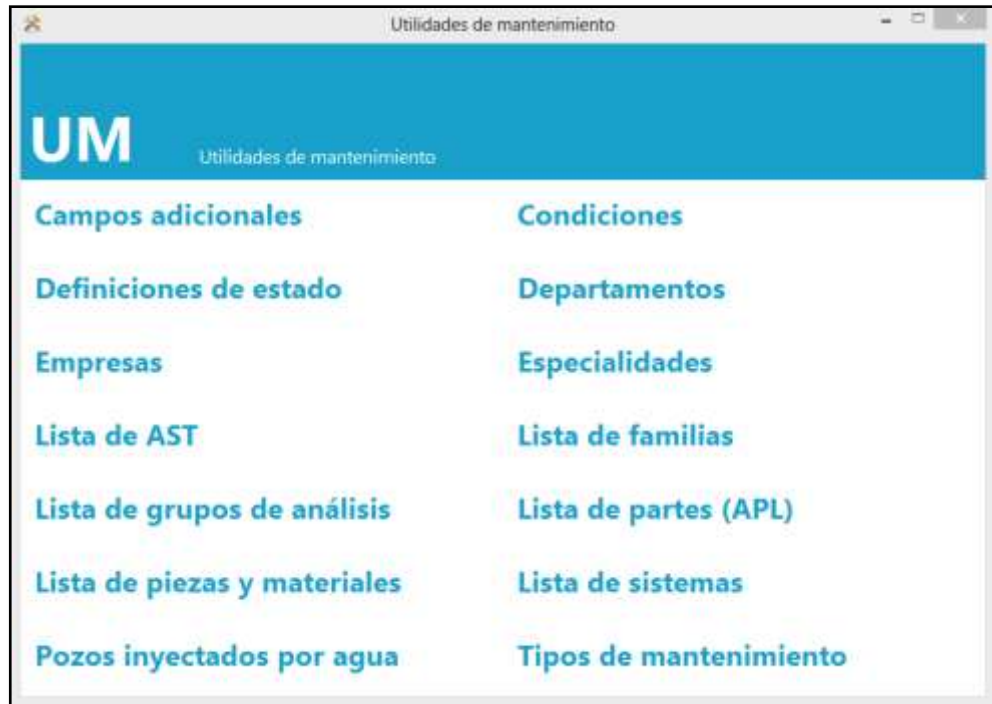 Utilidades de mantenimiento
UM
Utilidades de mantenimiento
Campos adicionales
Condiciones
Definiciones de estado
Departamentos
Empresas
Especialidades
Lista de AST
Lista de familias
Lista de grupos de análisis
Lista de partes (APL)
Lista de piezas y materiales
Lista de sistemas
Pozos inyectados por agua
Tipos de mantenimiento